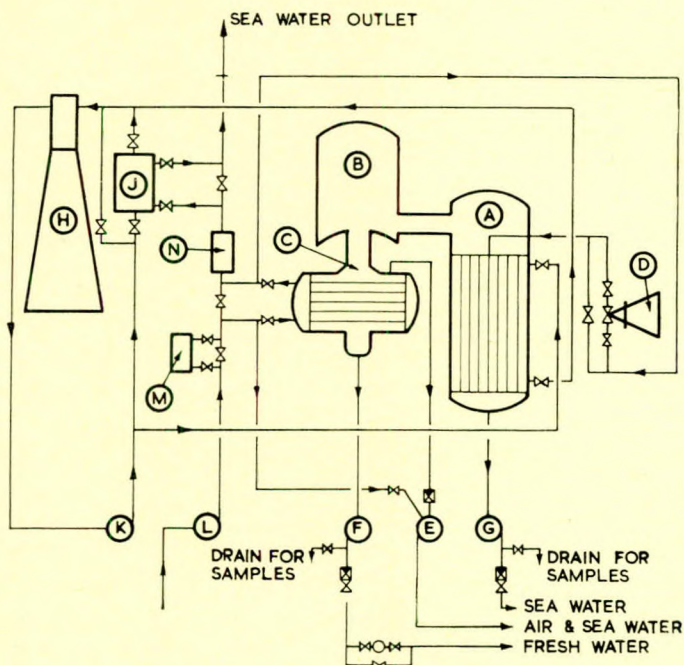 SEA WATER OUTLET
B
A
J
H
N
C
D
M
K
L
F
E
G
DRAIN FOR
SAMPLES
DRAIN FOR
SAMPLES
SEA WATER
AIR & SEA WATER
FRESH WATER